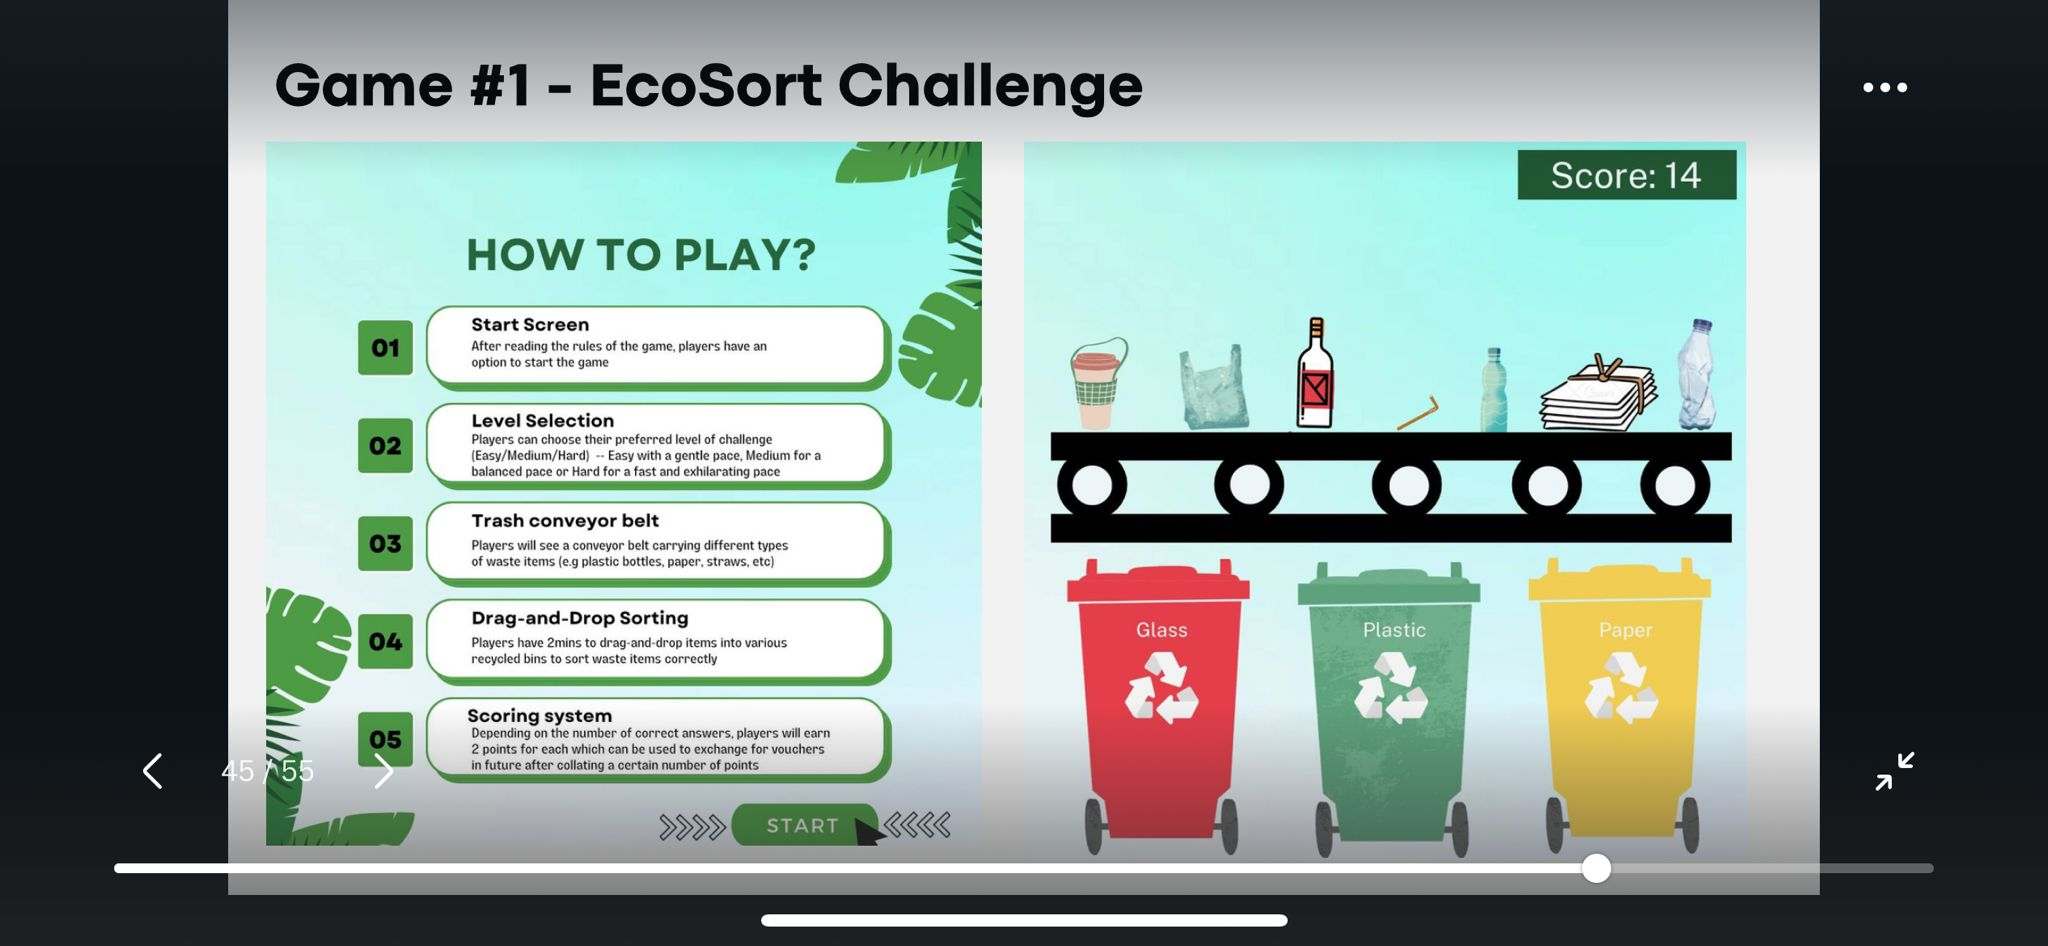 Game #1 - EcoSort Challenge
HOW TO PLAY?
01
Start Screen
After reading the rules of the game, players have an
option to start the game
02
Level Selection
Players can choose their preferred level of challenge
(Easy/Medium/Hard) -- Easy with a gentle pace, Medium for a
balanced pace or Hard for a fast and exhilarating pace
03
Trash conveyor belt
Players will see a conveyor belt carrying different types
of waste items (e.g plastic bottles, paper, straws, etc)
04
Drag-and-Drop Sorting
Players have 2mins to drag-and-drop items into various
recycled bins to sort waste items correctly
05
Scoring system
Depending on the number of correct answers, players will earn
2 points for each which can be used to exchange for vouchers
in future after collating a certain number of points
START
Score: 14
Glass
Plastic
Paper
45 / 55